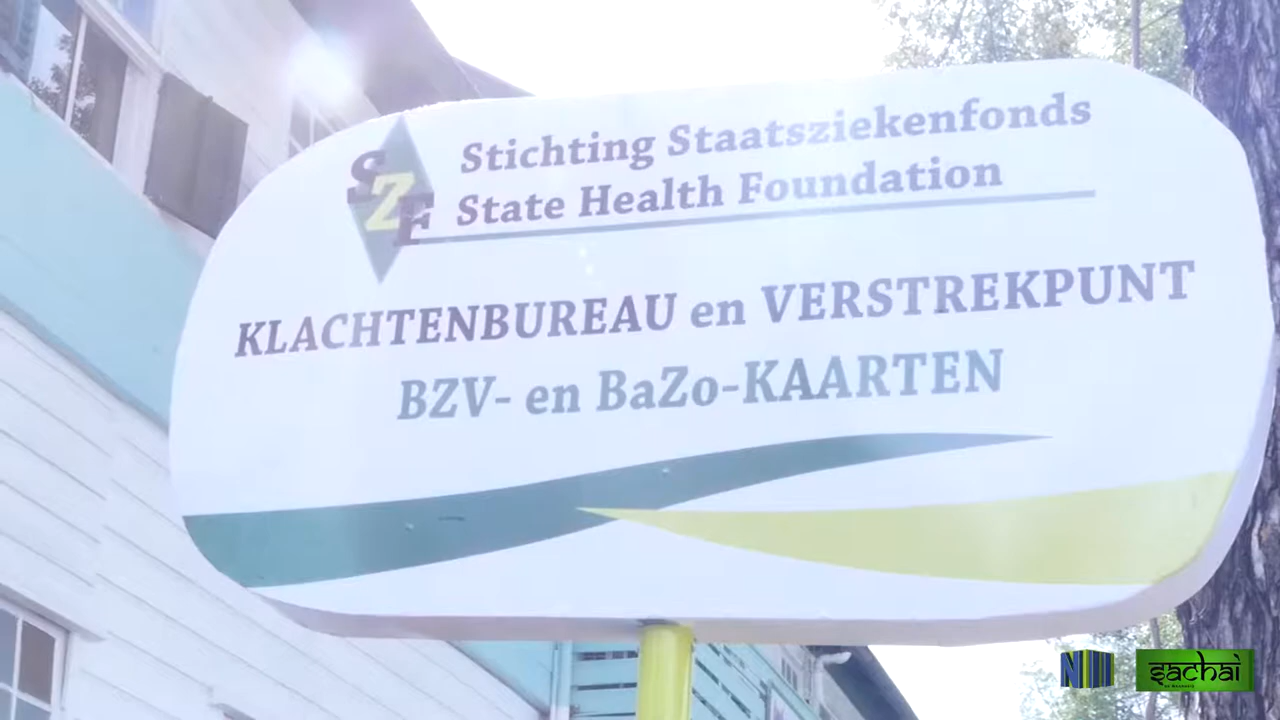 SZF
Stichting Staatsziekenfonds
State Health Foundation
KLACHTENBUREAU en VERSTREKPUNT
BZV- en BaZo-KAARTEN
N
sachai